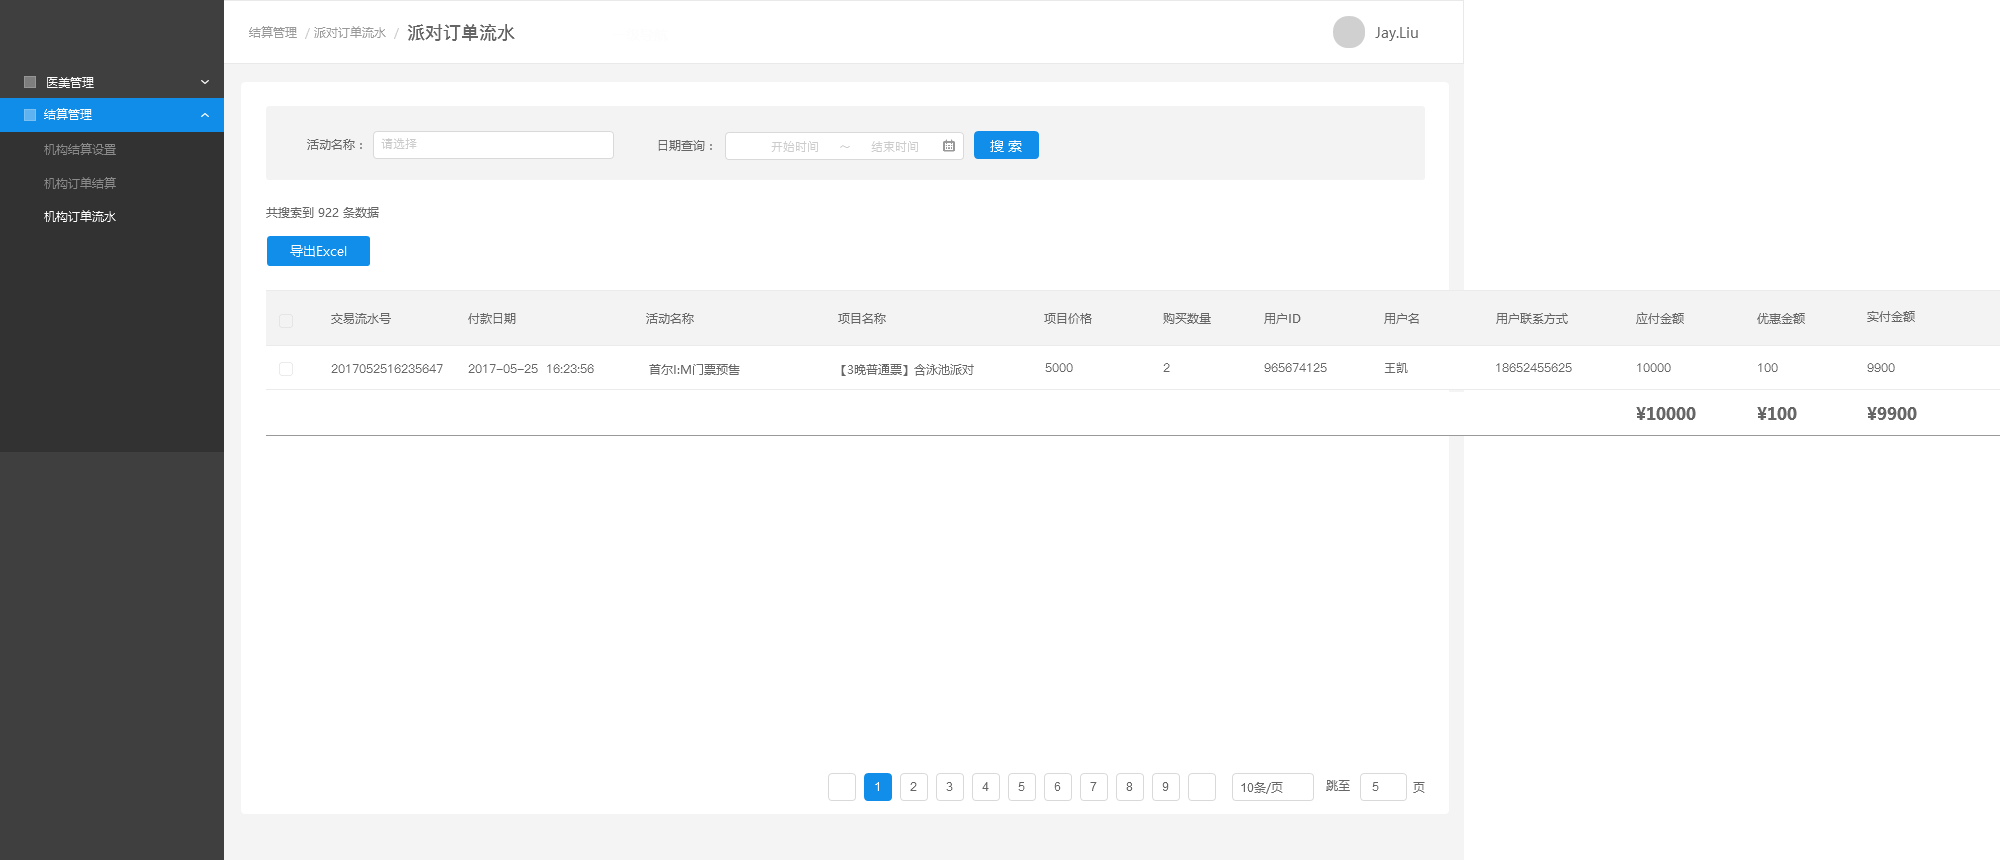 结算管理 / 派对订单流水 / 派对订单流水
Jay.Liu
医美管理
结算管理
机构结算设置
机构订单结算
机构订单流水
活动名称： 请选择 日期查询： 开始时间 ～ 结束时间 搜 索
共搜索到 922 条数据
导出Excel
交易流水号 付款日期 活动名称 项目名称 项目价格 购买数量 用户ID 用户名 用户联系方式 应付金额 优惠金额 实付金额
2017052516235647 2017-05-25 16:23:56 首尔I:M门票预售 【3晚普通票】含泳池派对 5000 2 965674125 王凯 18652455625 10000 100 9900
¥10000 ¥100 ¥9900
1 2 3 4 5 6 7 8 9 10条/页 跳至 5 页